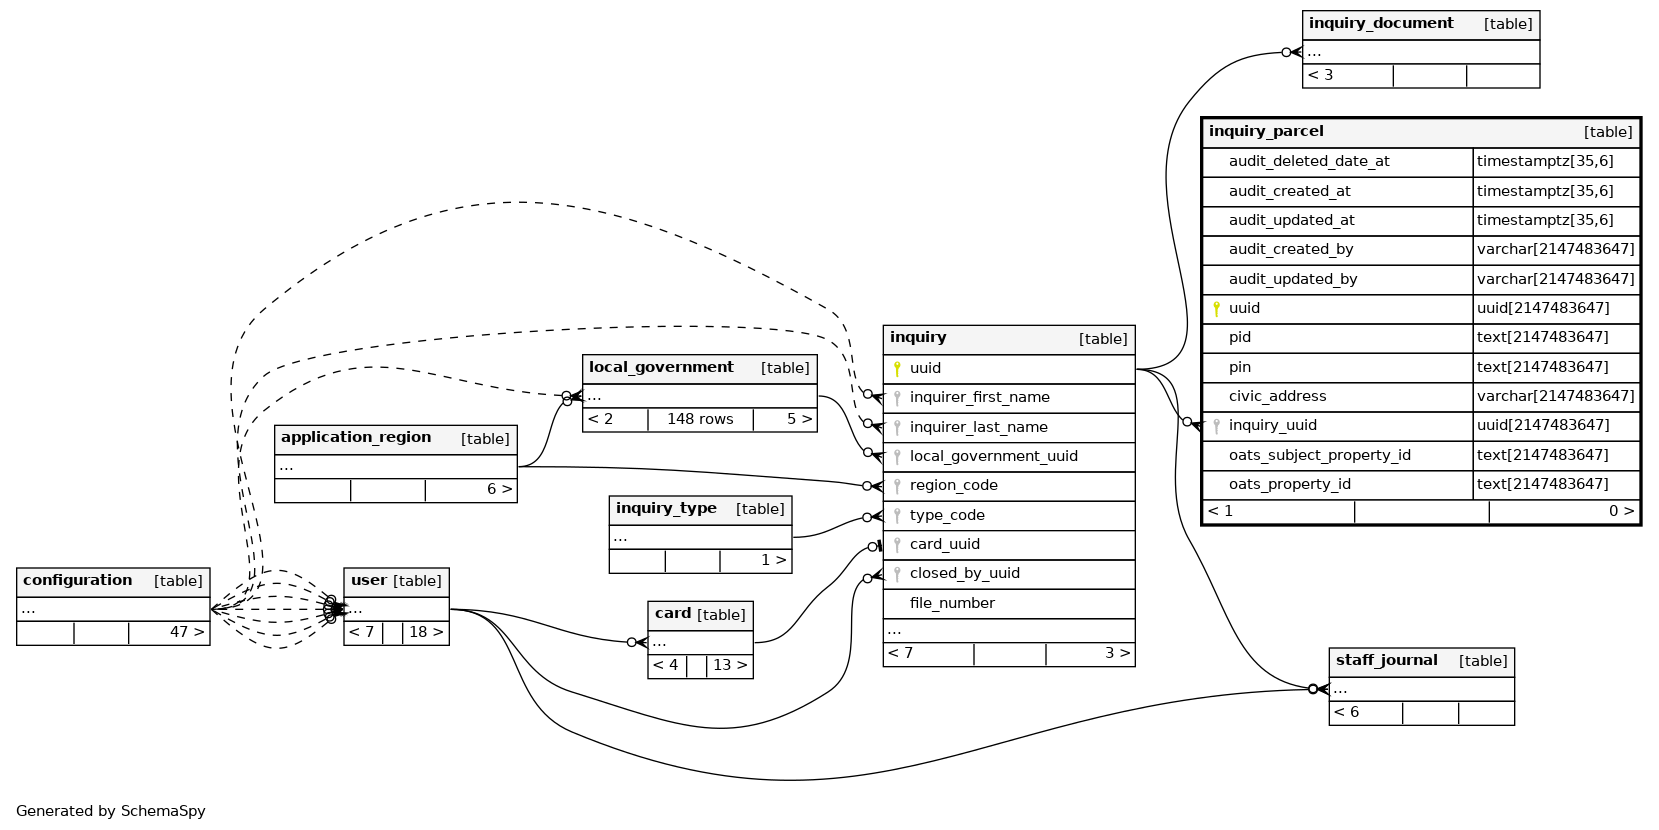 inquiry_document [table]
...
< 3
inquiry_parcel [table]
audit_deleted_date_at timestamptz[35,6]
audit_created_at timestamptz[35,6]
audit_updated_at timestamptz[35,6]
audit_created_by varchar[2147483647]
audit_updated_by varchar[2147483647]
uuid uuid[2147483647]
pid text[2147483647]
pin text[2147483647]
civic_address varchar[2147483647]
inquiry_uuid uuid[2147483647]
oats_subject_property_id text[2147483647]
oats_property_id text[2147483647]
< 1 0 >
inquiry [table]
uuid
inquirer_first_name
inquirer_last_name
local_government_uuid
region_code
type_code
card_uuid
closed_by_uuid
file_number
...
< 7 3 >
local_government [table]
...
< 2 148 rows 5 >
application_region [table]
...
6 >
inquiry_type [table]
...
1 >
configuration [table]
...
47 >
user [table]
...
< 7 18 >
card [table]
...
< 4 13 >
staff_journal [table]
...
< 6
Generated by SchemaSpy